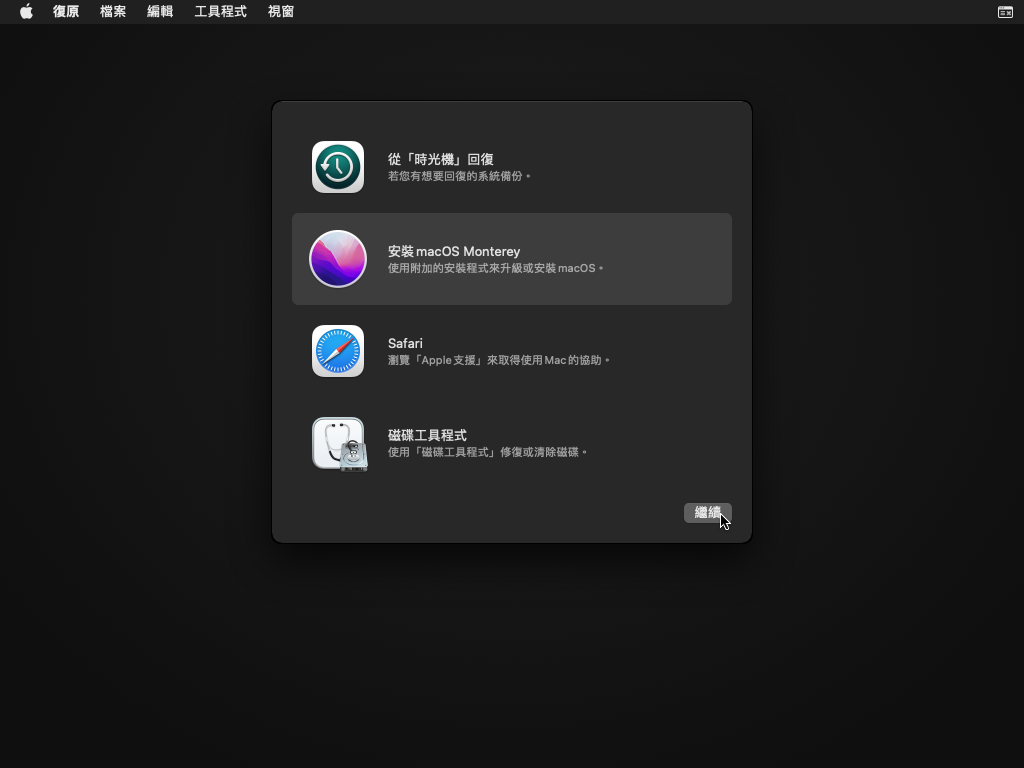 復原 檔案 編輯 工具程式 視窗
從「時光機」回復
若您有想要回復的系統備份。
安裝 macOS Monterey
使用附加的安裝程式來升級或安裝 macOS。
Safari
瀏覽「Apple 支援」來取得使用 Mac 的協助。
磁碟工具程式
使用「磁碟工具程式」修復或清除磁碟。
繼續